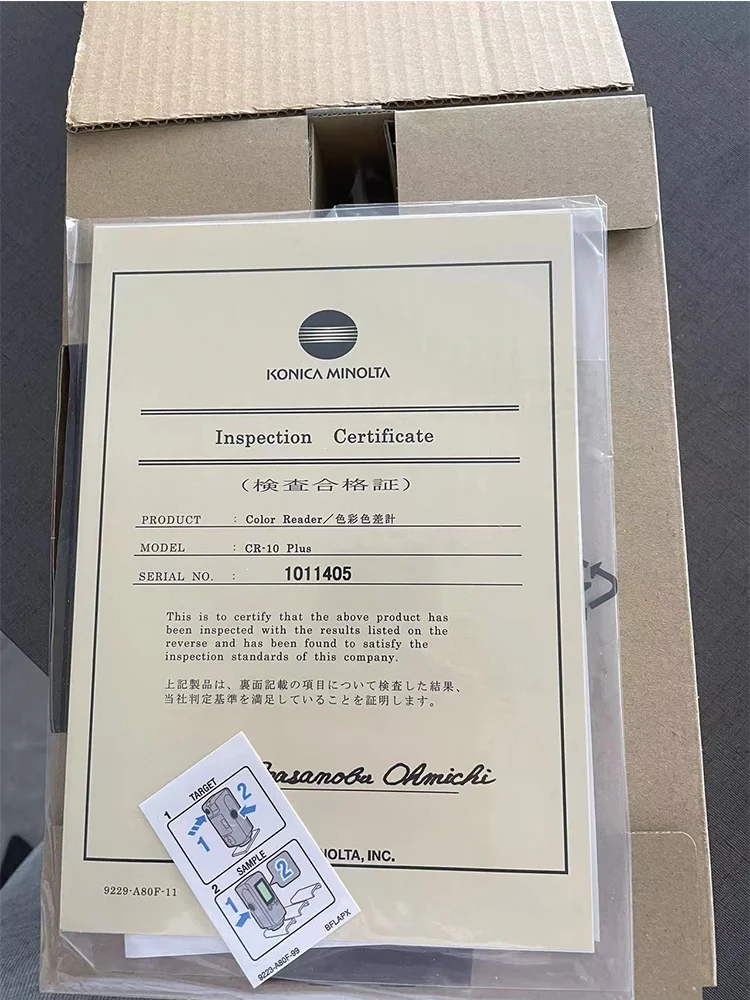 KONICA MINOLTA
Inspection Certificate
(検査合格証)
PRODUCT : Color Reader/色彩色差計
MODEL : CR-10 Plus
SERIAL NO. : 1011405
This is to certify that the above product has
been inspected with the results listed on the
reverse and has been found to satisfy the
inspection standards of this company.
上記製品は、裏面記載の項目について検査した結果、
当社判定基準を満足していることを証明します。
Ohmichi
INC.
9229-A80F-11
1 TARGET
1
2
2 SAMPLE
1
2
9223-A80F-99
BFLAPX